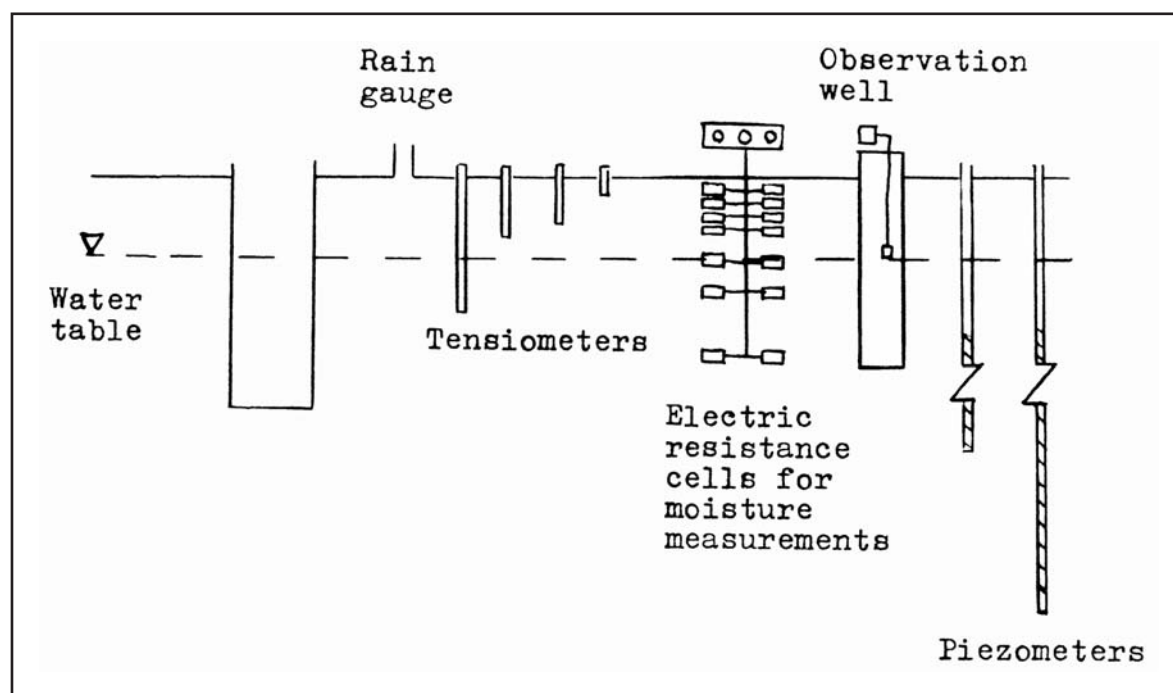 Rain
gauge
Observation
well
Water
table
Tensiometers
Electric
resistance
cells for
moisture
measurements
Piezometers